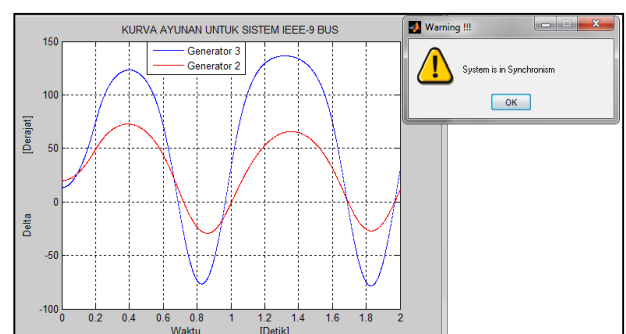 KURVA AYUNAN UNTUK SISTEM IEEE-9 BUS
Generator 3
Generator 2
150
100
50
0
-50
-100
Delta [Derajat]
0 0.2 0.4 0.6 0.8 1 1.2 1.4 1.6 1.8 2
Waktu [Detik]
Warning !!!
System is in Synchronism
OK